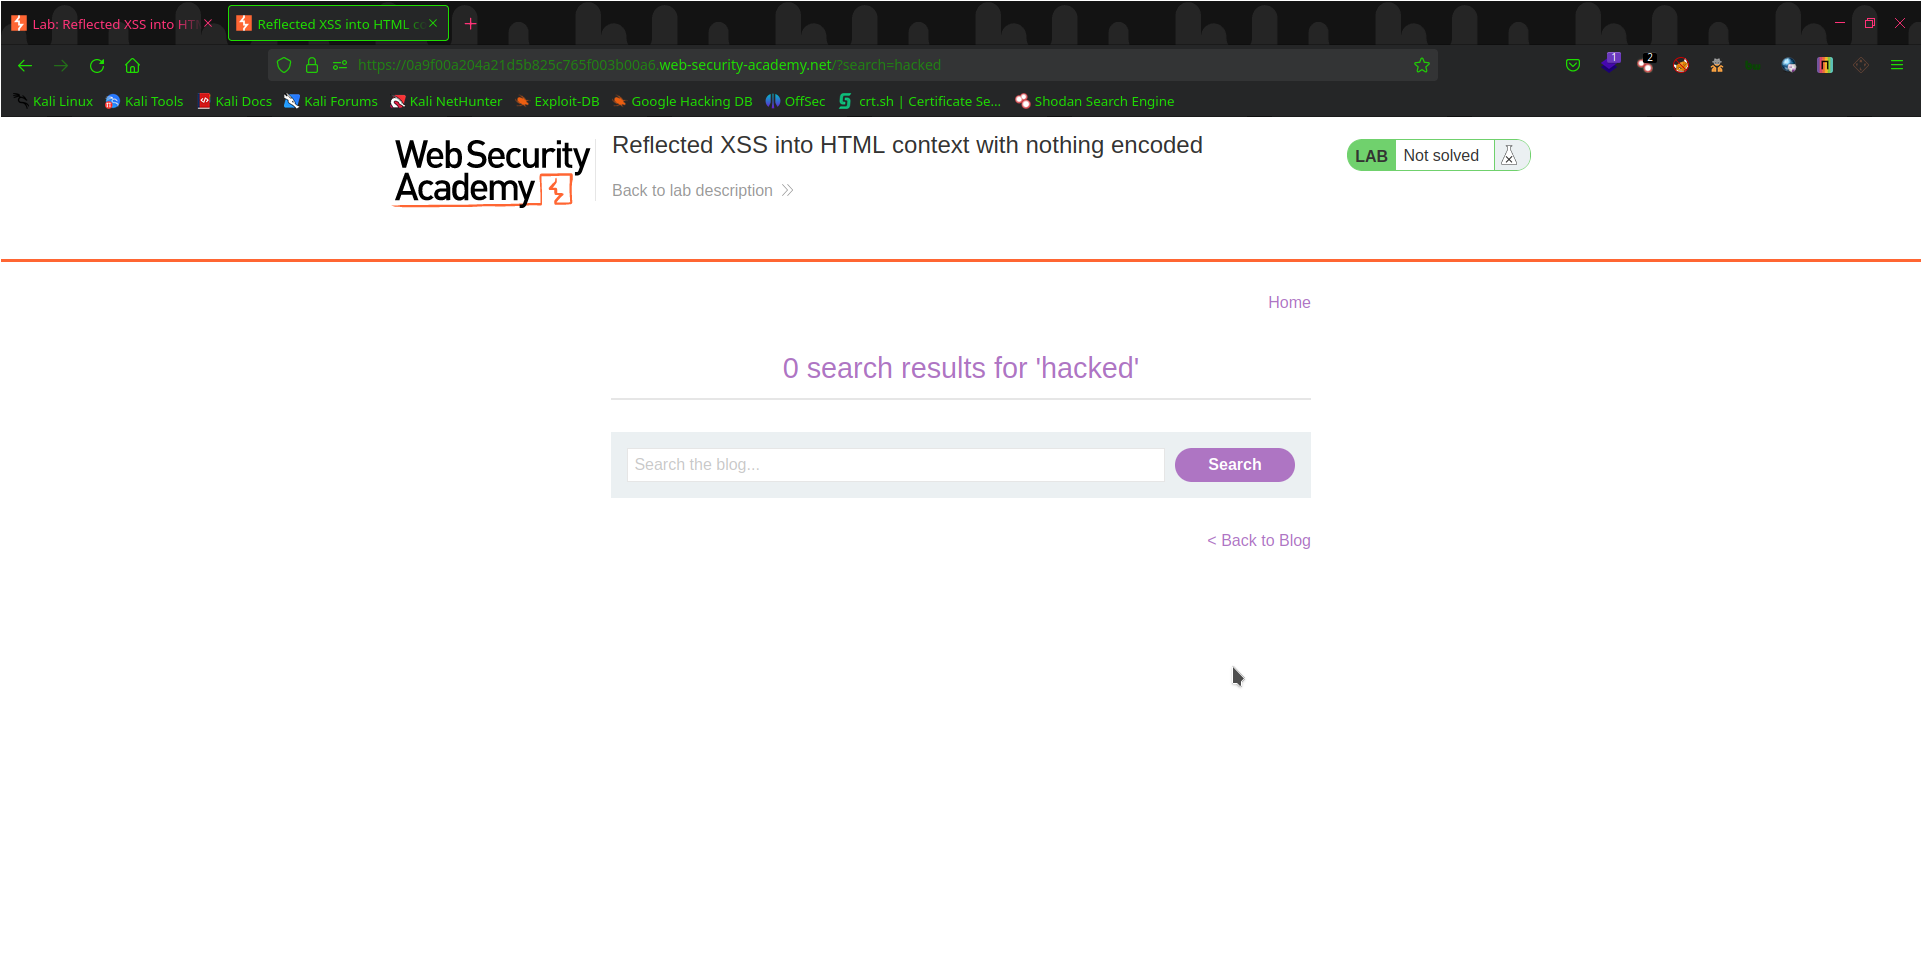 Lab: Reflected XSS into HT
Reflected XSS into HTML co
https://0a9f00a204a21d5b825c765f003b00a6.web-security-academy.net/?search=hacked
1
2
Kali Linux
Kali Tools
Kali Docs
Kali Forums
Kali NetHunter
Exploit-DB
Google Hacking DB
OffSec
crt.sh | Certificate Se...
Shodan Search Engine
Web Security
Academy
Reflected XSS into HTML context with nothing encoded
Back to lab description
LAB
Not solved
Home
0 search results for 'hacked'
Search the blog...
Search
< Back to Blog